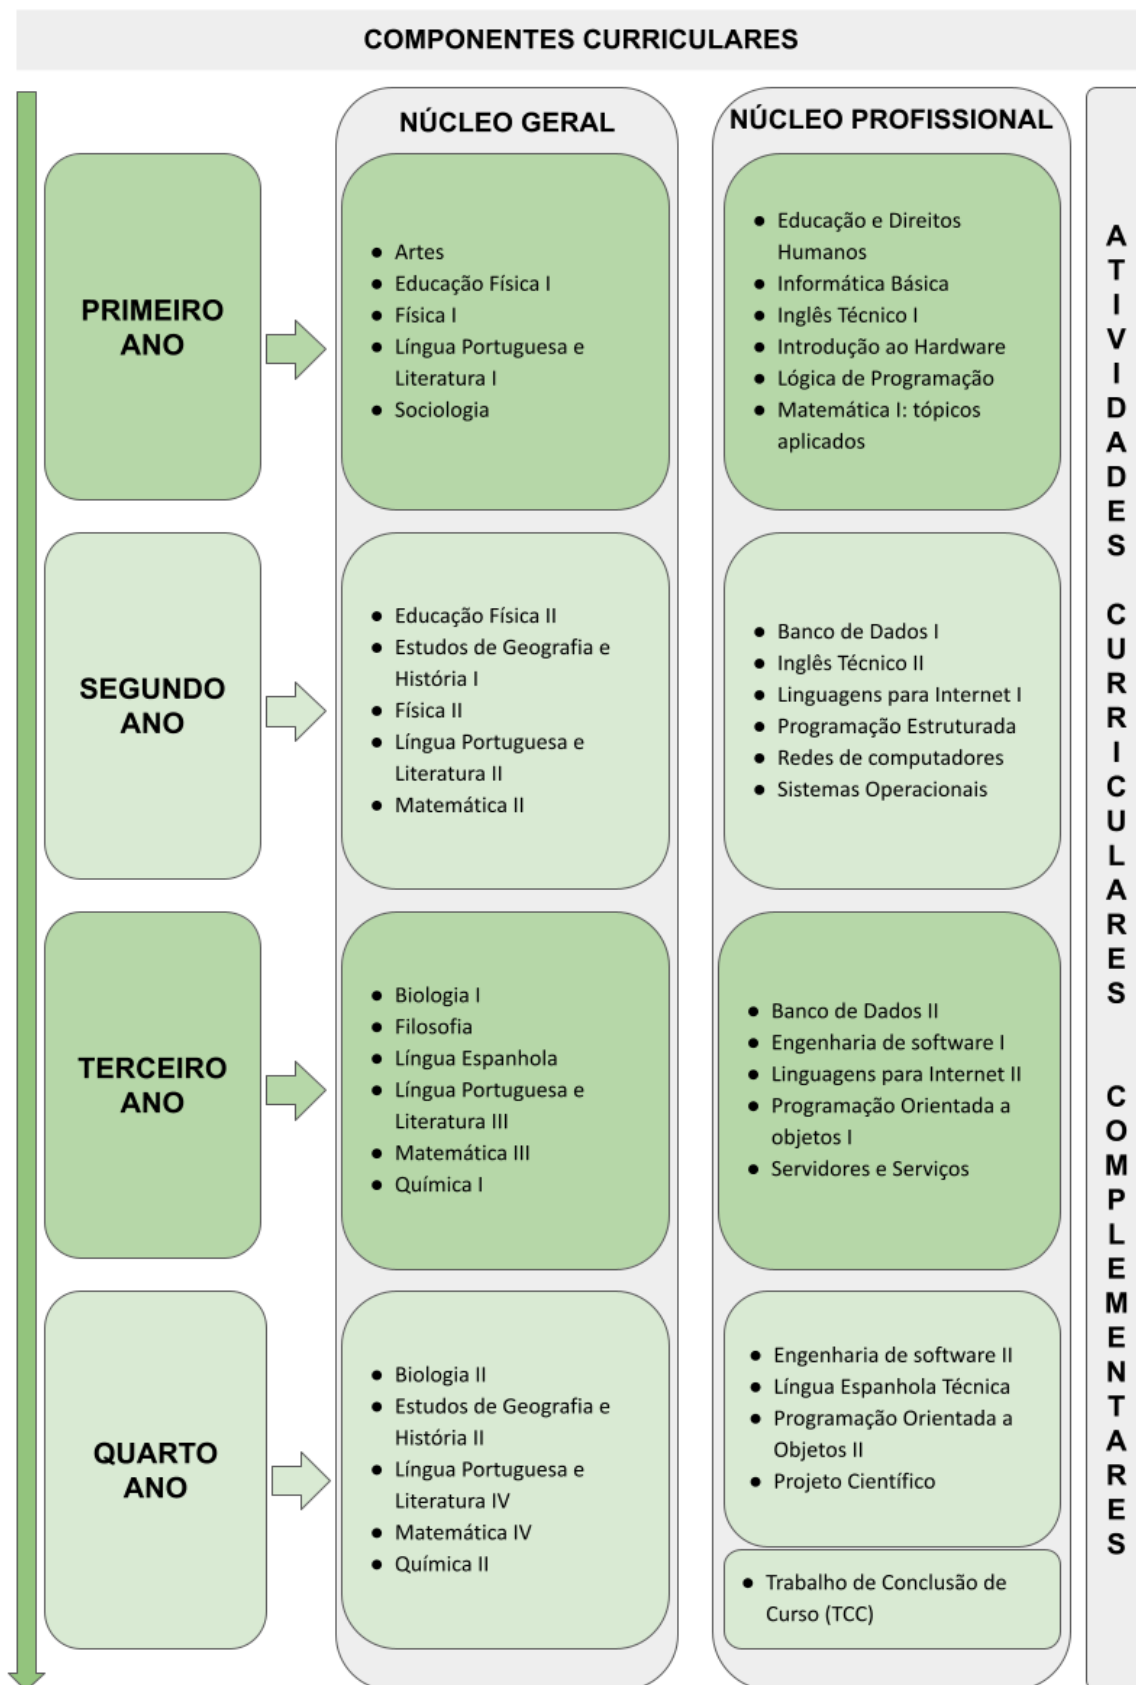 COMPONENTES CURRICULARES
NÚCLEO GERAL
NÚCLEO PROFISSIONAL
PRIMEIRO
ANO
● Artes
● Educação Física I
● Física I
● Língua Portuguesa e
Literatura I
● Sociologia
● Educação e Direitos
Humanos
● Informática Básica
● Inglês Técnico I
● Introdução ao Hardware
● Lógica de Programação
● Matemática I: tópicos
aplicados
SEGUNDO
ANO
● Educação Física II
● Estudos de Geografia e
História I
● Física II
● Língua Portuguesa e
Literatura II
● Matemática II
● Banco de Dados I
● Inglês Técnico II
● Linguagens para Internet I
● Programação Estruturada
● Redes de computadores
● Sistemas Operacionais
TERCEIRO
ANO
● Biologia I
● Filosofia
● Língua Espanhola
● Língua Portuguesa e
Literatura III
● Matemática III
● Química I
● Banco de Dados II
● Engenharia de software I
● Linguagens para Internet II
● Programação Orientada a
objetos I
● Servidores e Serviços
QUARTO
ANO
● Biologia II
● Estudos de Geografia e
História II
● Língua Portuguesa e
Literatura IV
● Matemática IV
● Química II
● Engenharia de software II
● Língua Espanhola Técnica
● Programação Orientada a
Objetos II
● Projeto Científico
● Trabalho de Conclusão de
Curso (TCC)
ATIVIDADES CURRICULARES COMPLEMENTARES